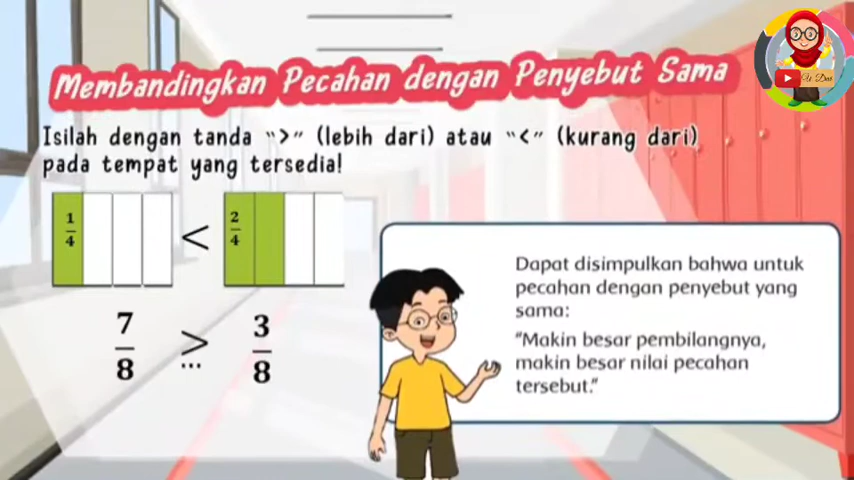 Membandingkan Pecahan dengan Penyebut Sama
Isilah dengan tanda ">" (lebih dari) atau "<" (kurang dari)
pada tempat yang tersedia!
1/4 < 2/4
7/8 > 3/8
...
Dapat disimpulkan bahwa untuk
pecahan dengan penyebut yang
sama:
"Makin besar pembilangnya,
makin besar nilai pecahan
tersebut."